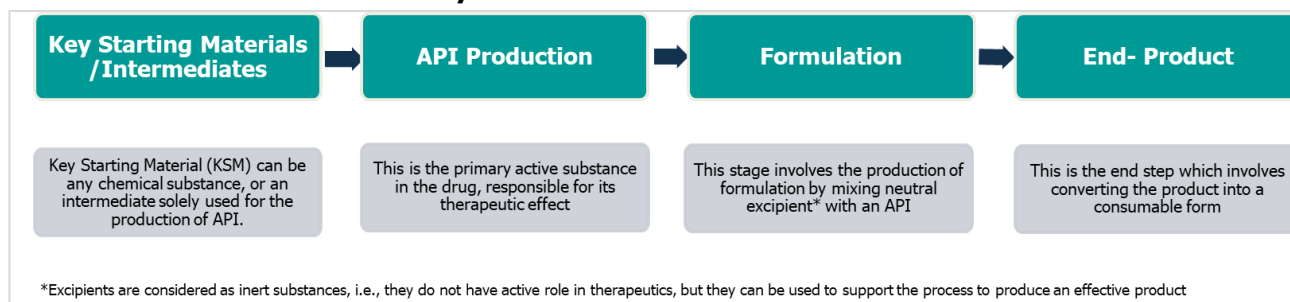 Key Starting Materials
/Intermediates
API Production
Formulation
End- Product
Key Starting Material (KSM) can be
any chemical substance, or an
intermediate solely used for the
production of API.
This is the primary active substance
in the drug, responsible for its
therapeutic effect
This stage involves the production of
formulation by mixing neutral
excipient* with an API
This is the end step which involves
converting the product into a
consumable form
*Excipients are considered as inert substances, i.e., they do not have active role in therapeutics, but they can be used to support the process to produce an effective product